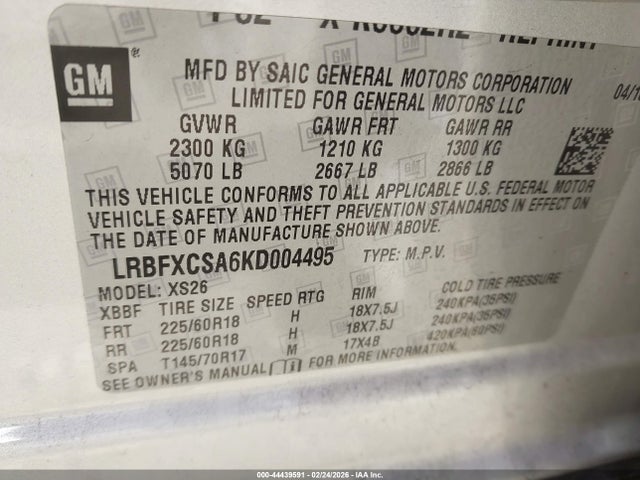 GM
MFD BY SAIC GENERAL MOTORS CORPORATION
LIMITED FOR GENERAL MOTORS LLC
GVWR GAWR FRT GAWR RR
2300 KG 1210 KG 1300 KG
5070 LB 2667 LB 2866 LB
THIS VEHICLE CONFORMS TO ALL APPLICABLE U.S. FEDERAL MOTOR
VEHICLE SAFETY AND THEFT PREVENTION STANDARDS IN EFFECT ON
THE DATE OF MANUFACTURE SHOWN ABOVE.
LRBFXCSA6KD004495 TYPE: M.P.V.
MODEL: XS26
XBBF TIRE SIZE SPEED RTG RIM COLD TIRE PRESSURE
FRT 225/60R18 H 18X7.5J 240KPA(35PSI)
RR 225/60R18 H 18X7.5J 240KPA(35PSI)
SPA T145/70R17 M 17X4B 420KPA(60PSI)
SEE OWNER'S MANUAL FOR MORE INFORMATION.
000-44439591 - 02/24/2026 - IAAI.COM